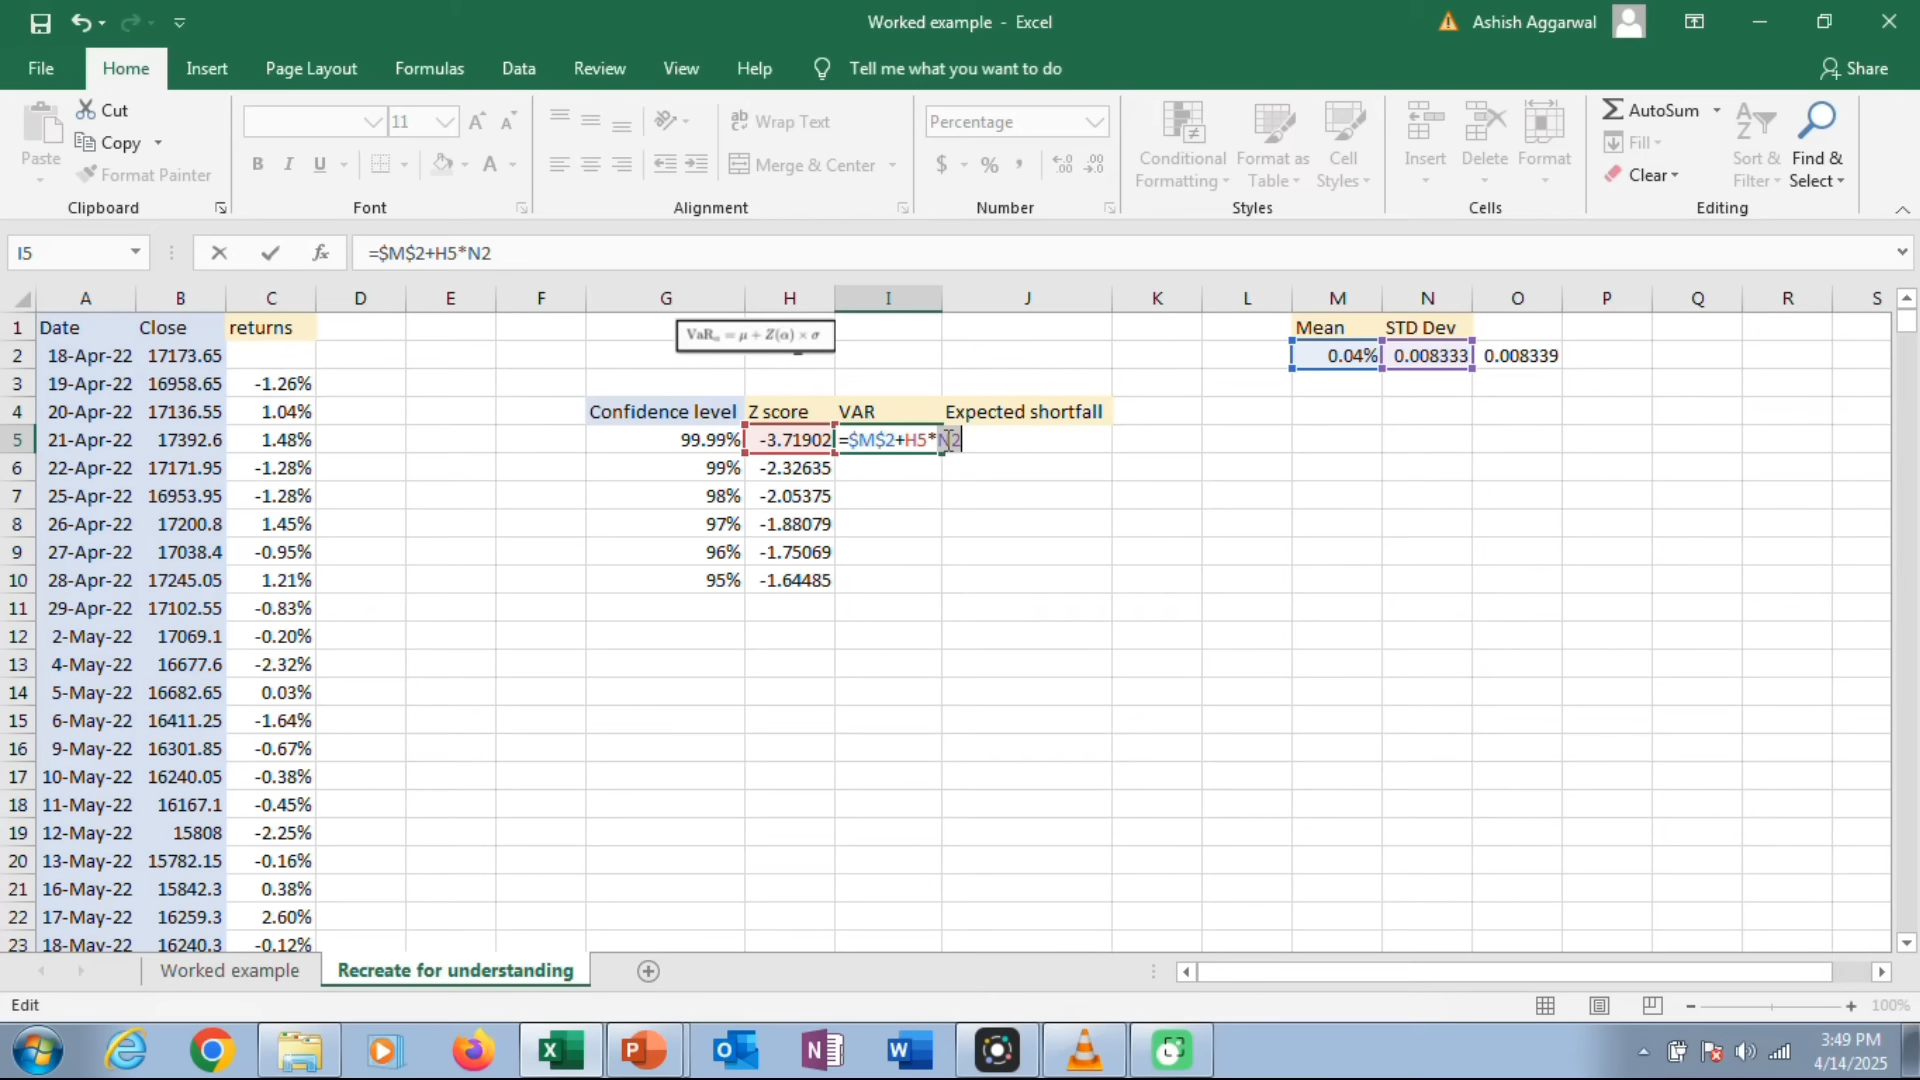 Worked example - Excel
Ashish Aggarwal
File Home Insert Page Layout Formulas Data Review View Help Tell me what you want to do Share
Paste
Cut
Copy
Format Painter
11
B I U A
ab Wrap Text
Merge & Center
Percentage
$ % ,
Conditional Formatting
Format as Table
Cell Styles
Insert
Delete
Format
AutoSum
Fill
Clear
Sort & Filter
Find & Select
Clipboard Font Alignment Number Styles Cells Editing
I5 fx =$M$2+H5*N2
A B C D E F G H I J K L M N O P Q R S
1 Date Close returns VaRα = μ + Z(α) × σ Mean STD Dev
2 18-Apr-22 17173.65 0.04% 0.008333 0.008339
3 19-Apr-22 16958.65 -1.26%
4 20-Apr-22 17136.55 1.04% Confidence level Z score VAR Expected shortfall
5 21-Apr-22 17392.6 1.48% 99.99% -3.71902 =$M$2+H5*N2
6 22-Apr-22 17171.95 -1.28% 99% -2.32635
7 25-Apr-22 16953.95 -1.28% 98% -2.05375
8 26-Apr-22 17200.8 1.45% 97% -1.88079
9 27-Apr-22 17038.4 -0.95% 96% -1.75069
10 28-Apr-22 17245.05 1.21% 95% -1.64485
11 29-Apr-22 17102.55 -0.83%
12 2-May-22 17069.1 -0.20%
13 4-May-22 16677.6 -2.32%
14 5-May-22 16682.65 0.03%
15 6-May-22 16411.25 -1.64%
16 9-May-22 16301.85 -0.67%
17 10-May-22 16240.05 -0.38%
18 11-May-22 16167.1 -0.45%
19 12-May-22 15808 -2.25%
20 13-May-22 15782.15 -0.16%
21 16-May-22 15842.3 0.38%
22 17-May-22 16259.3 2.60%
23 18-May-22 16240.3 -0.12%
Worked example Recreate for understanding
Edit 100%
3:49 PM
4/14/2025